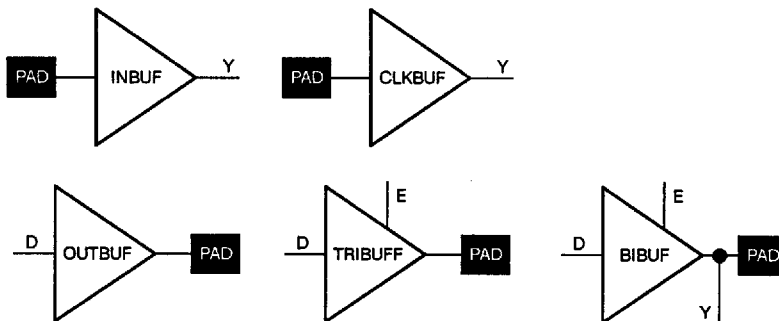 PAD INBUF Y
PAD CLKBUF Y
D OUTBUF PAD
E
D TRIBUFF PAD
E
D BIBUF PAD
Y